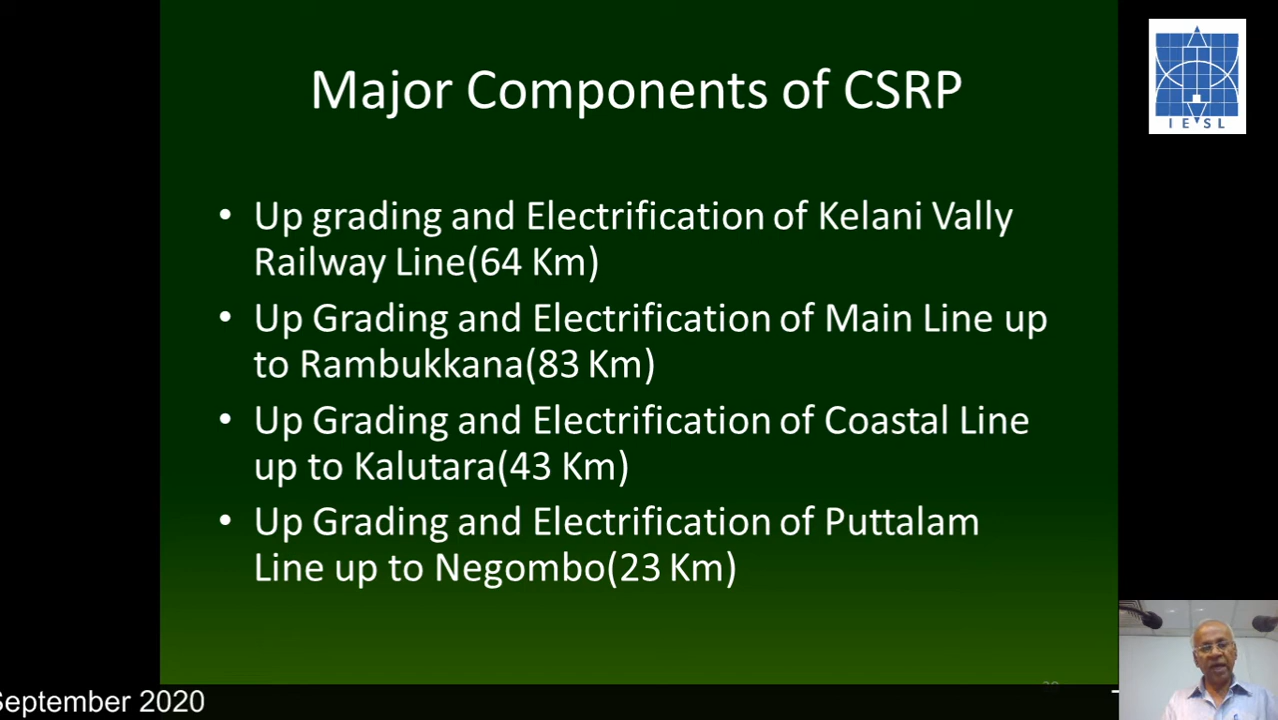 Major Components of CSRP
• Up grading and Electrification of Kelani Vally
Railway Line(64 Km)
• Up Grading and Electrification of Main Line up
to Rambukkana(83 Km)
• Up Grading and Electrification of Coastal Line
up to Kalutara(43 Km)
• Up Grading and Electrification of Puttalam
Line up to Negombo(23 Km)
I E S L
September 2020